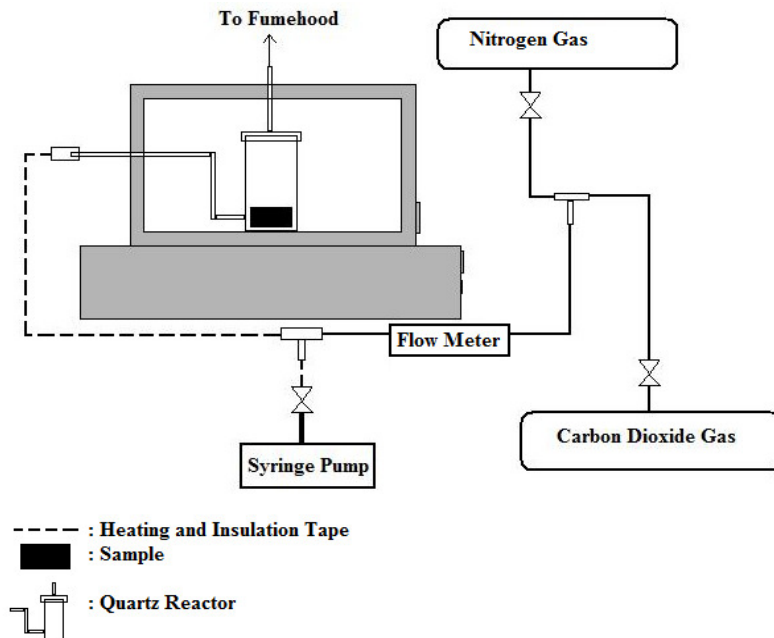 To Fumehood
Nitrogen Gas
Flow Meter
Carbon Dioxide Gas
Syringe Pump
: Heating and Insulation Tape
: Sample
: Quartz Reactor